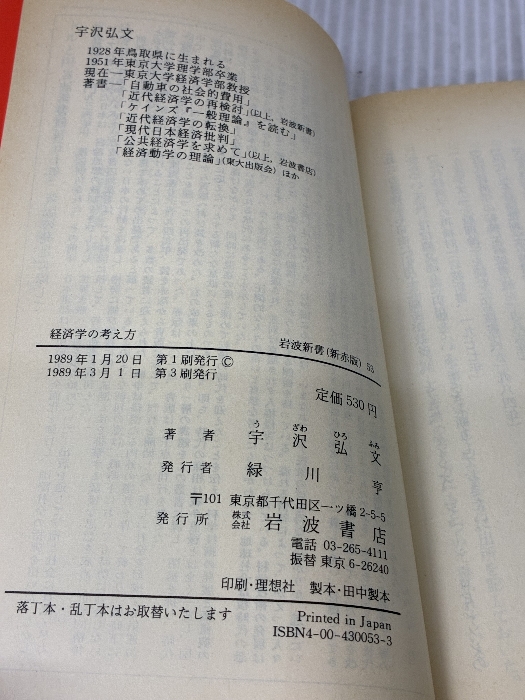 宇沢弘文
1928年鳥取県に生まれる
1951年東京大学理学部卒業
現在―東京大学経済学部教授
著書―「自動車の社会的費用」
「近代経済学の再検討」(以上,岩波新書)
「ケインズ『一般理論』を読む」
「近代経済学の転換」
「現代日本経済批判」
「公共経済学を求めて」(以上,岩波書店)
「経済動学の理論」(東大出版会) ほか
経済学の考え方
岩波新書(新赤版) 53
1989年1月20日 第1刷発行©
1989年3月1日 第3刷発行
定価530円
著者 宇沢弘文
うざわひろふみ
発行者 緑川亨
〒101 東京都千代田区一ツ橋2-5-5
発行所 株式会社 岩波書店
電話 03-265-4111
振替 東京6-26240
印刷・理想社 製本・田中製本
落丁本・乱丁本はお取替いたします
Printed in Japan
ISBN4-00-430053-3